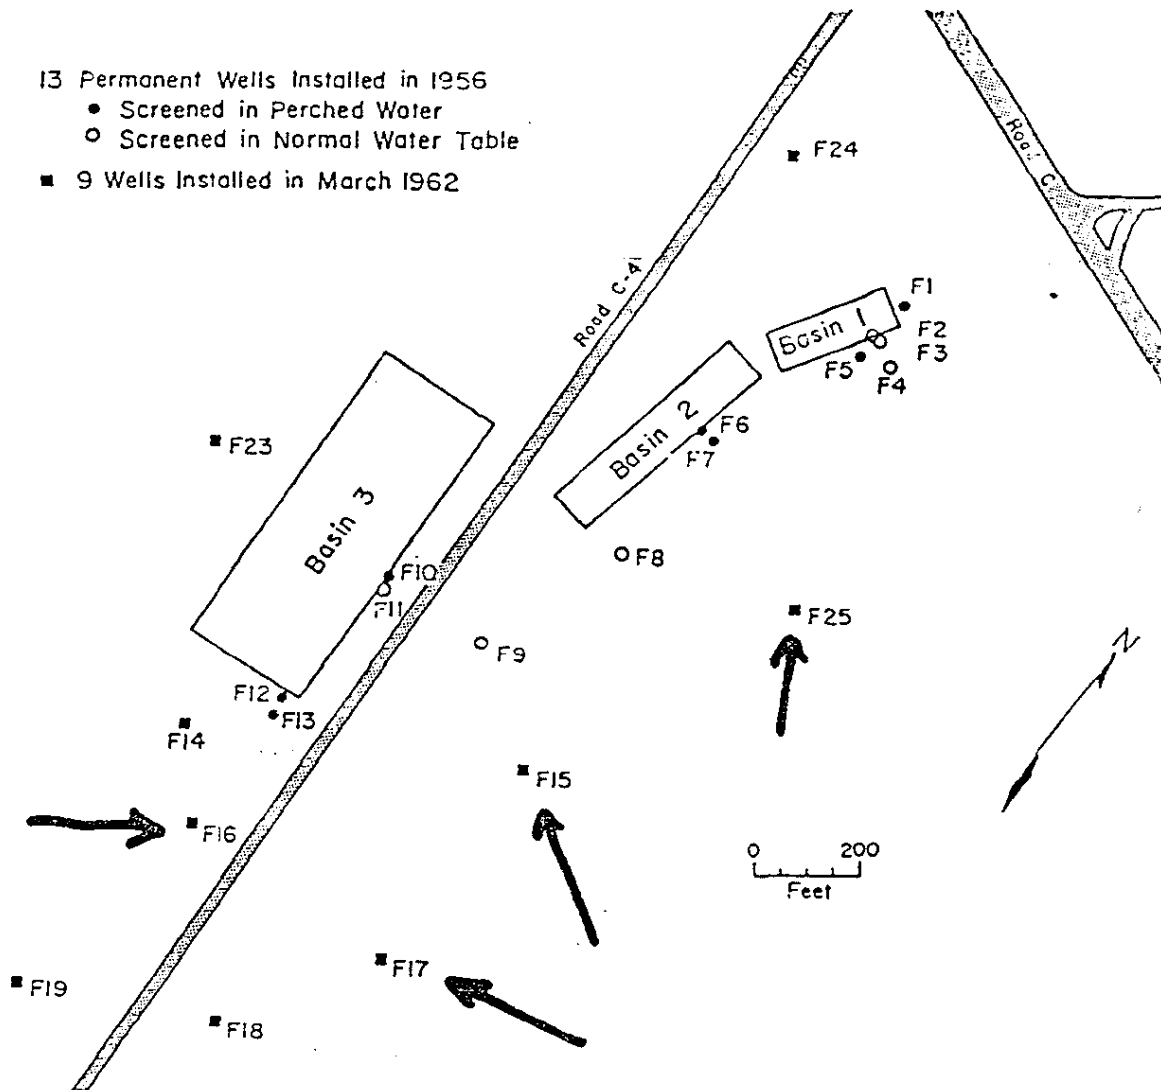 13 Permanent Wells Installed in 1956
● Screened in Perched Water
○ Screened in Normal Water Table
■ 9 Wells Installed in March 1962
F24
Road C
Road C-4
F1
Basin 1
F2
F3
F5
F4
Basin 2
F6
F7
F23
Basin 3
F8
F10
F11
F25
F9
N
F12
F13
F14
F15
F16
0 200
Feet
F17
F19
F18